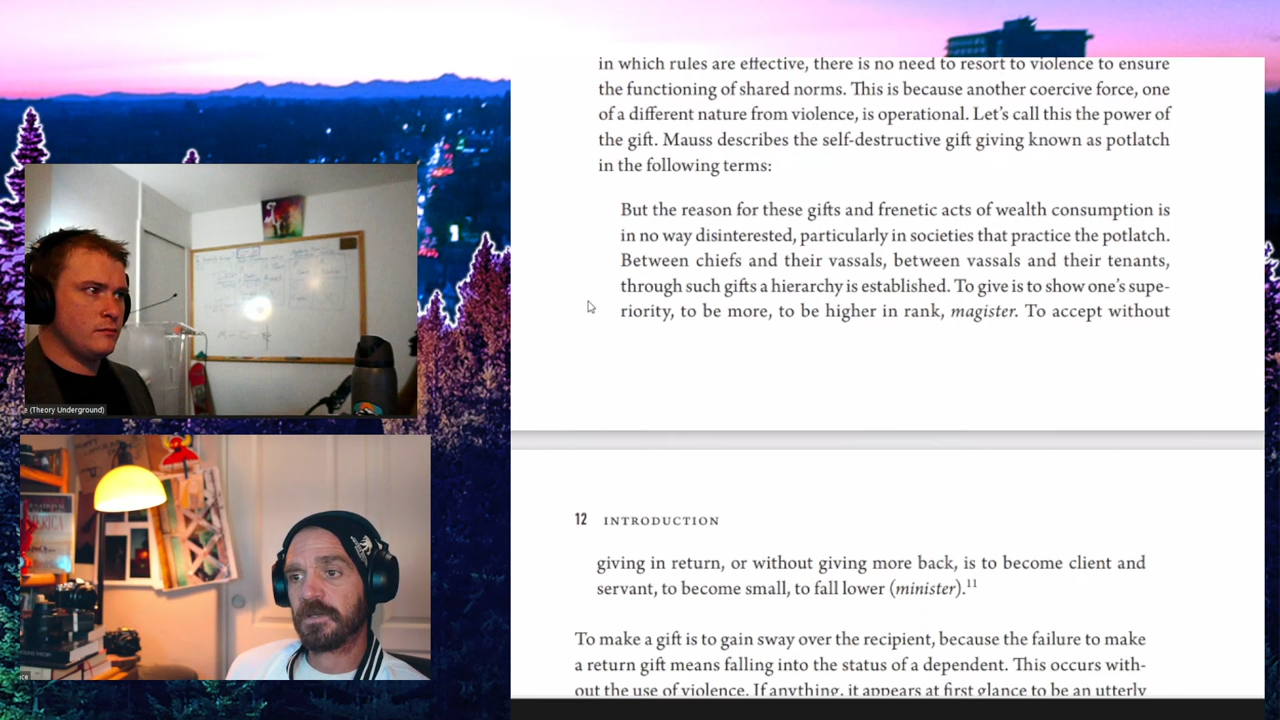 in which rules are effective, there is no need to resort to violence to ensure
the functioning of shared norms. This is because another coercive force, one
of a different nature from violence, is operational. Let's call this the power of
the gift. Mauss describes the self-destructive gift giving known as potlatch
in the following terms:
But the reason for these gifts and frenetic acts of wealth consumption is
in no way disinterested, particularly in societies that practice the potlatch.
Between chiefs and their vassals, between vassals and their tenants,
through such gifts a hierarchy is established. To give is to show one's supe-
riority, to be more, to be higher in rank, magister. To accept without
12 INTRODUCTION
giving in return, or without giving more back, is to become client and
servant, to become small, to fall lower (minister).11
To make a gift is to gain sway over the recipient, because the failure to make
a return gift means falling into the status of a dependent. This occurs with-
out the use of violence. If anything, it appears at first glance to be an utterly
e (Theory Underground)